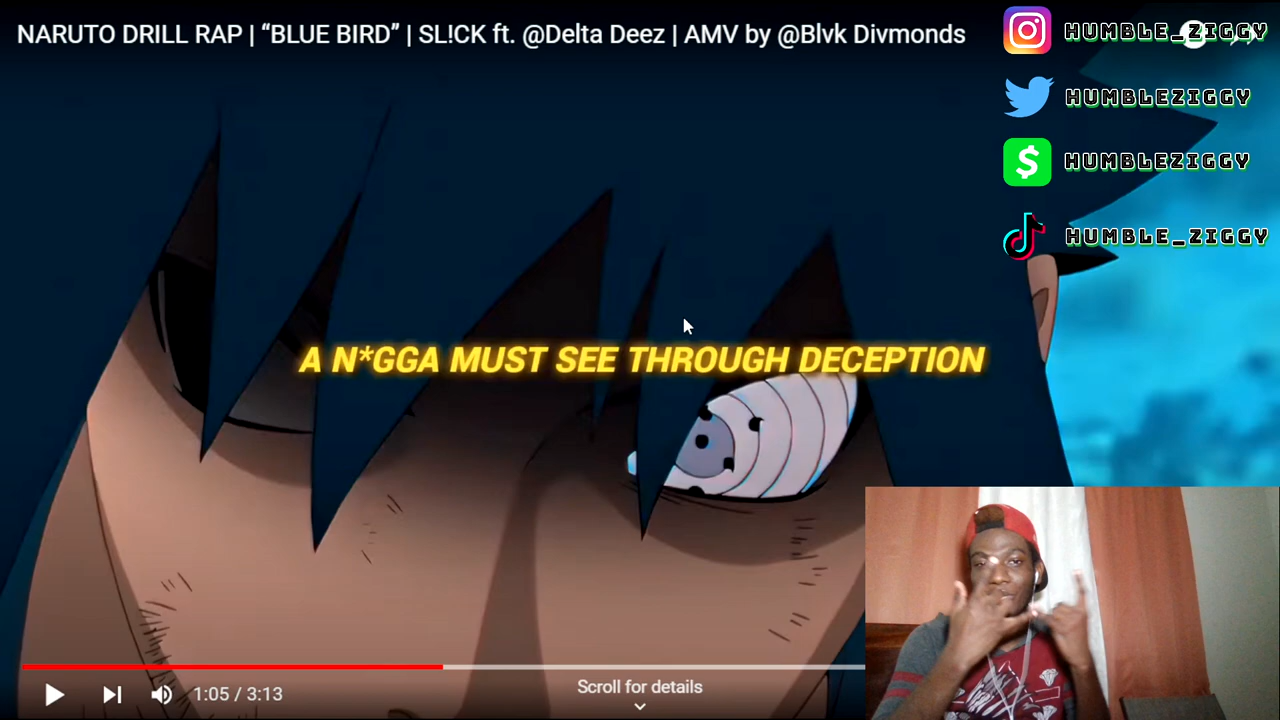 NARUTO DRILL RAP | “BLUE BIRD” | SL!CK ft. @Delta Deez | AMV by @Blvk Divmonds
HUMBLE_ZIGGY
HUMBLEZIGGY
HUMBLEZIGGY
HUMBLE_ZIGGY
A N*GGA MUST SEE THROUGH DECEPTION
1:05 / 3:13
Scroll for details